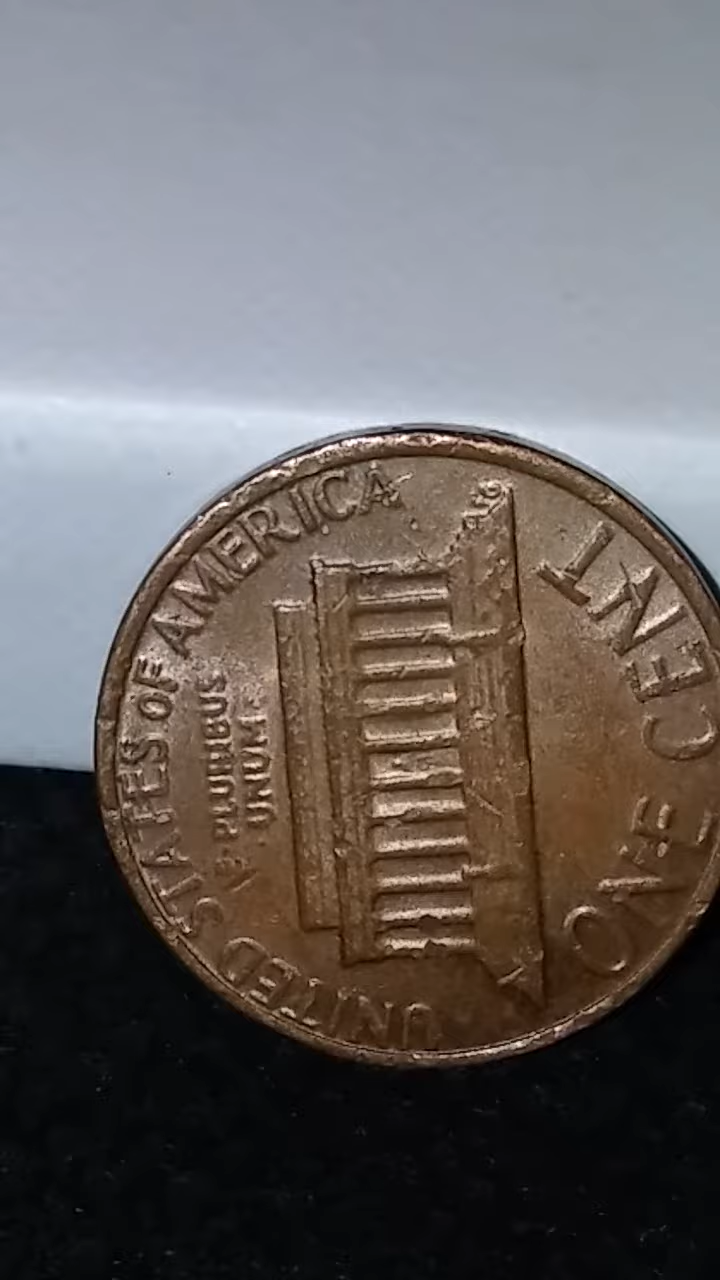 UNITED STATES OF AMERICA
E · PLURIBUS
· UNUM ·
ONE CENT